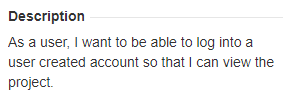 Description
As a user, I want to be able to log into a
user created account so that I can view the
project.